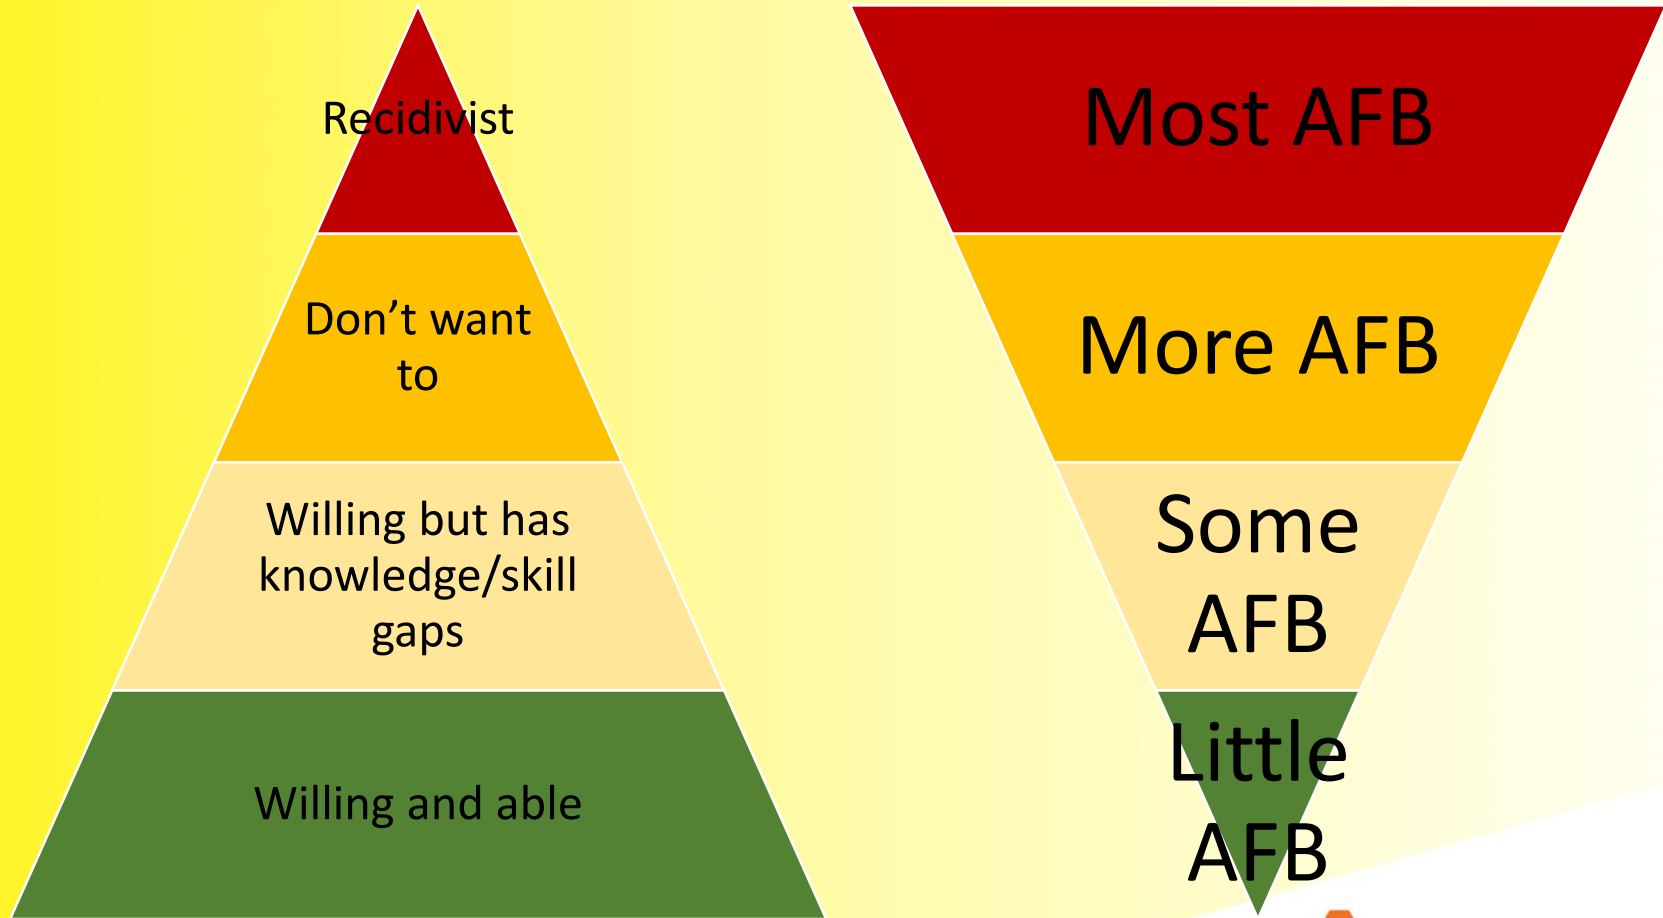 Recidivist
Don’t want
to
Willing but has
knowledge/skill
gaps
Willing and able
Most AFB
More AFB
Some
AFB
Little
AFB